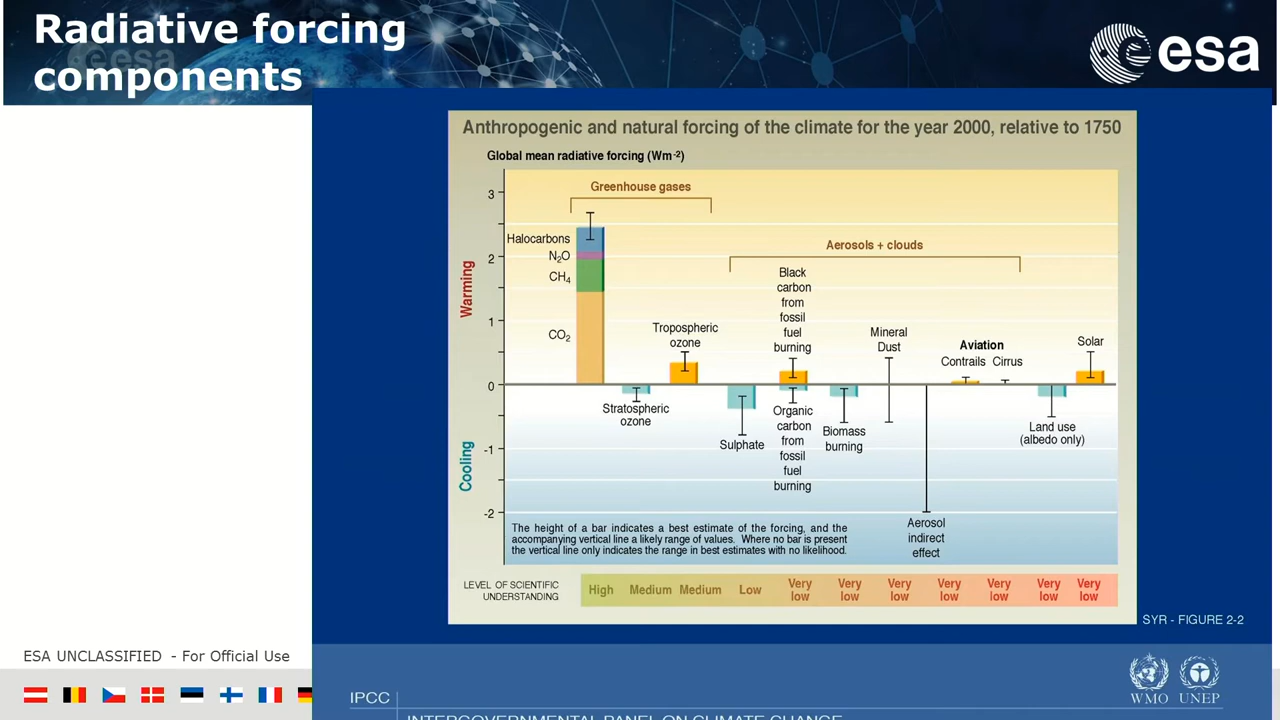 Radiative forcing
components
esa
Anthropogenic and natural forcing of the climate for the year 2000, relative to 1750
Global mean radiative forcing (Wm-2)
Warming
Cooling
3
2
1
0
-1
-2
Greenhouse gases
Halocarbons
N2O
CH4
CO2
Stratospheric
ozone
Tropospheric
ozone
Aerosols + clouds
Sulphate
Black
carbon
from
fossil
fuel
burning
Organic
carbon
from
fossil
fuel
burning
Biomass
burning
Mineral
Dust
Aerosol
indirect
effect
Aviation
Contrails Cirrus
Land use
(albedo only)
Solar
The height of a bar indicates a best estimate of the forcing, and the
accompanying vertical line a likely range of values. Where no bar is present
the vertical line only indicates the range in best estimates with no likelihood.
LEVEL OF SCIENTIFIC
UNDERSTANDING
High
Medium
Medium
Low
Very
low
Very
low
Very
low
Very
low
Very
low
Very
low
Very
low
SYR - FIGURE 2-2
ESA UNCLASSIFIED - For Official Use
IPCC
INTERGOVERNMENTAL PANEL ON CLIMATE CHANGE
WMO UNEP